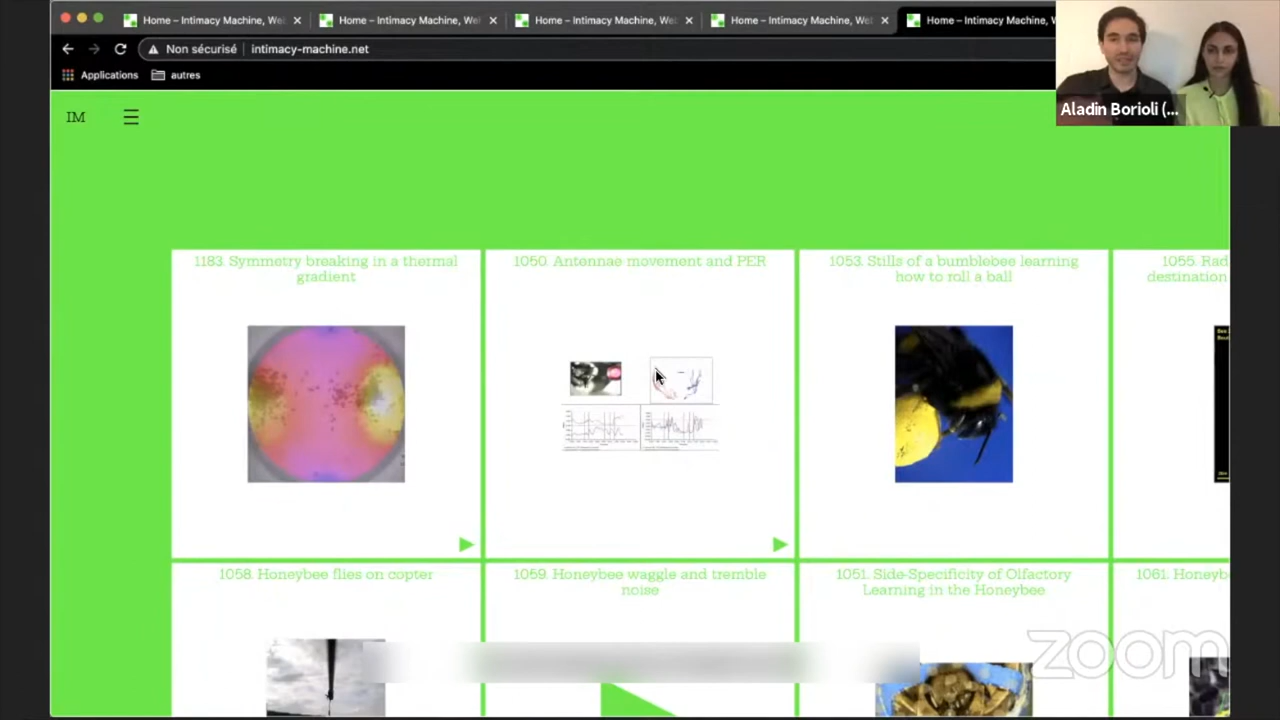 Home – Intimacy Machine, We
Home – Intimacy Machine, Wel
Home – Intimacy Machine, Wel
Home – Intimacy Machine, Wel
Home – Intimacy Machine, W
Non sécurisé
intimacy-machine.net
Applications
autres
Aladin Borioli (...
IM
1183. Symmetry breaking in a thermal
gradient
1050. Antennae movement and PER
1053. Stills of a bumblebee learning
how to roll a ball
1055. Rad
destination
1058. Honeybee flies on copter
1059. Honeybee waggle and tremble
noise
1051. Side-Specificity of Olfactory
Learning in the Honeybee
1061. Honeyb
zoom